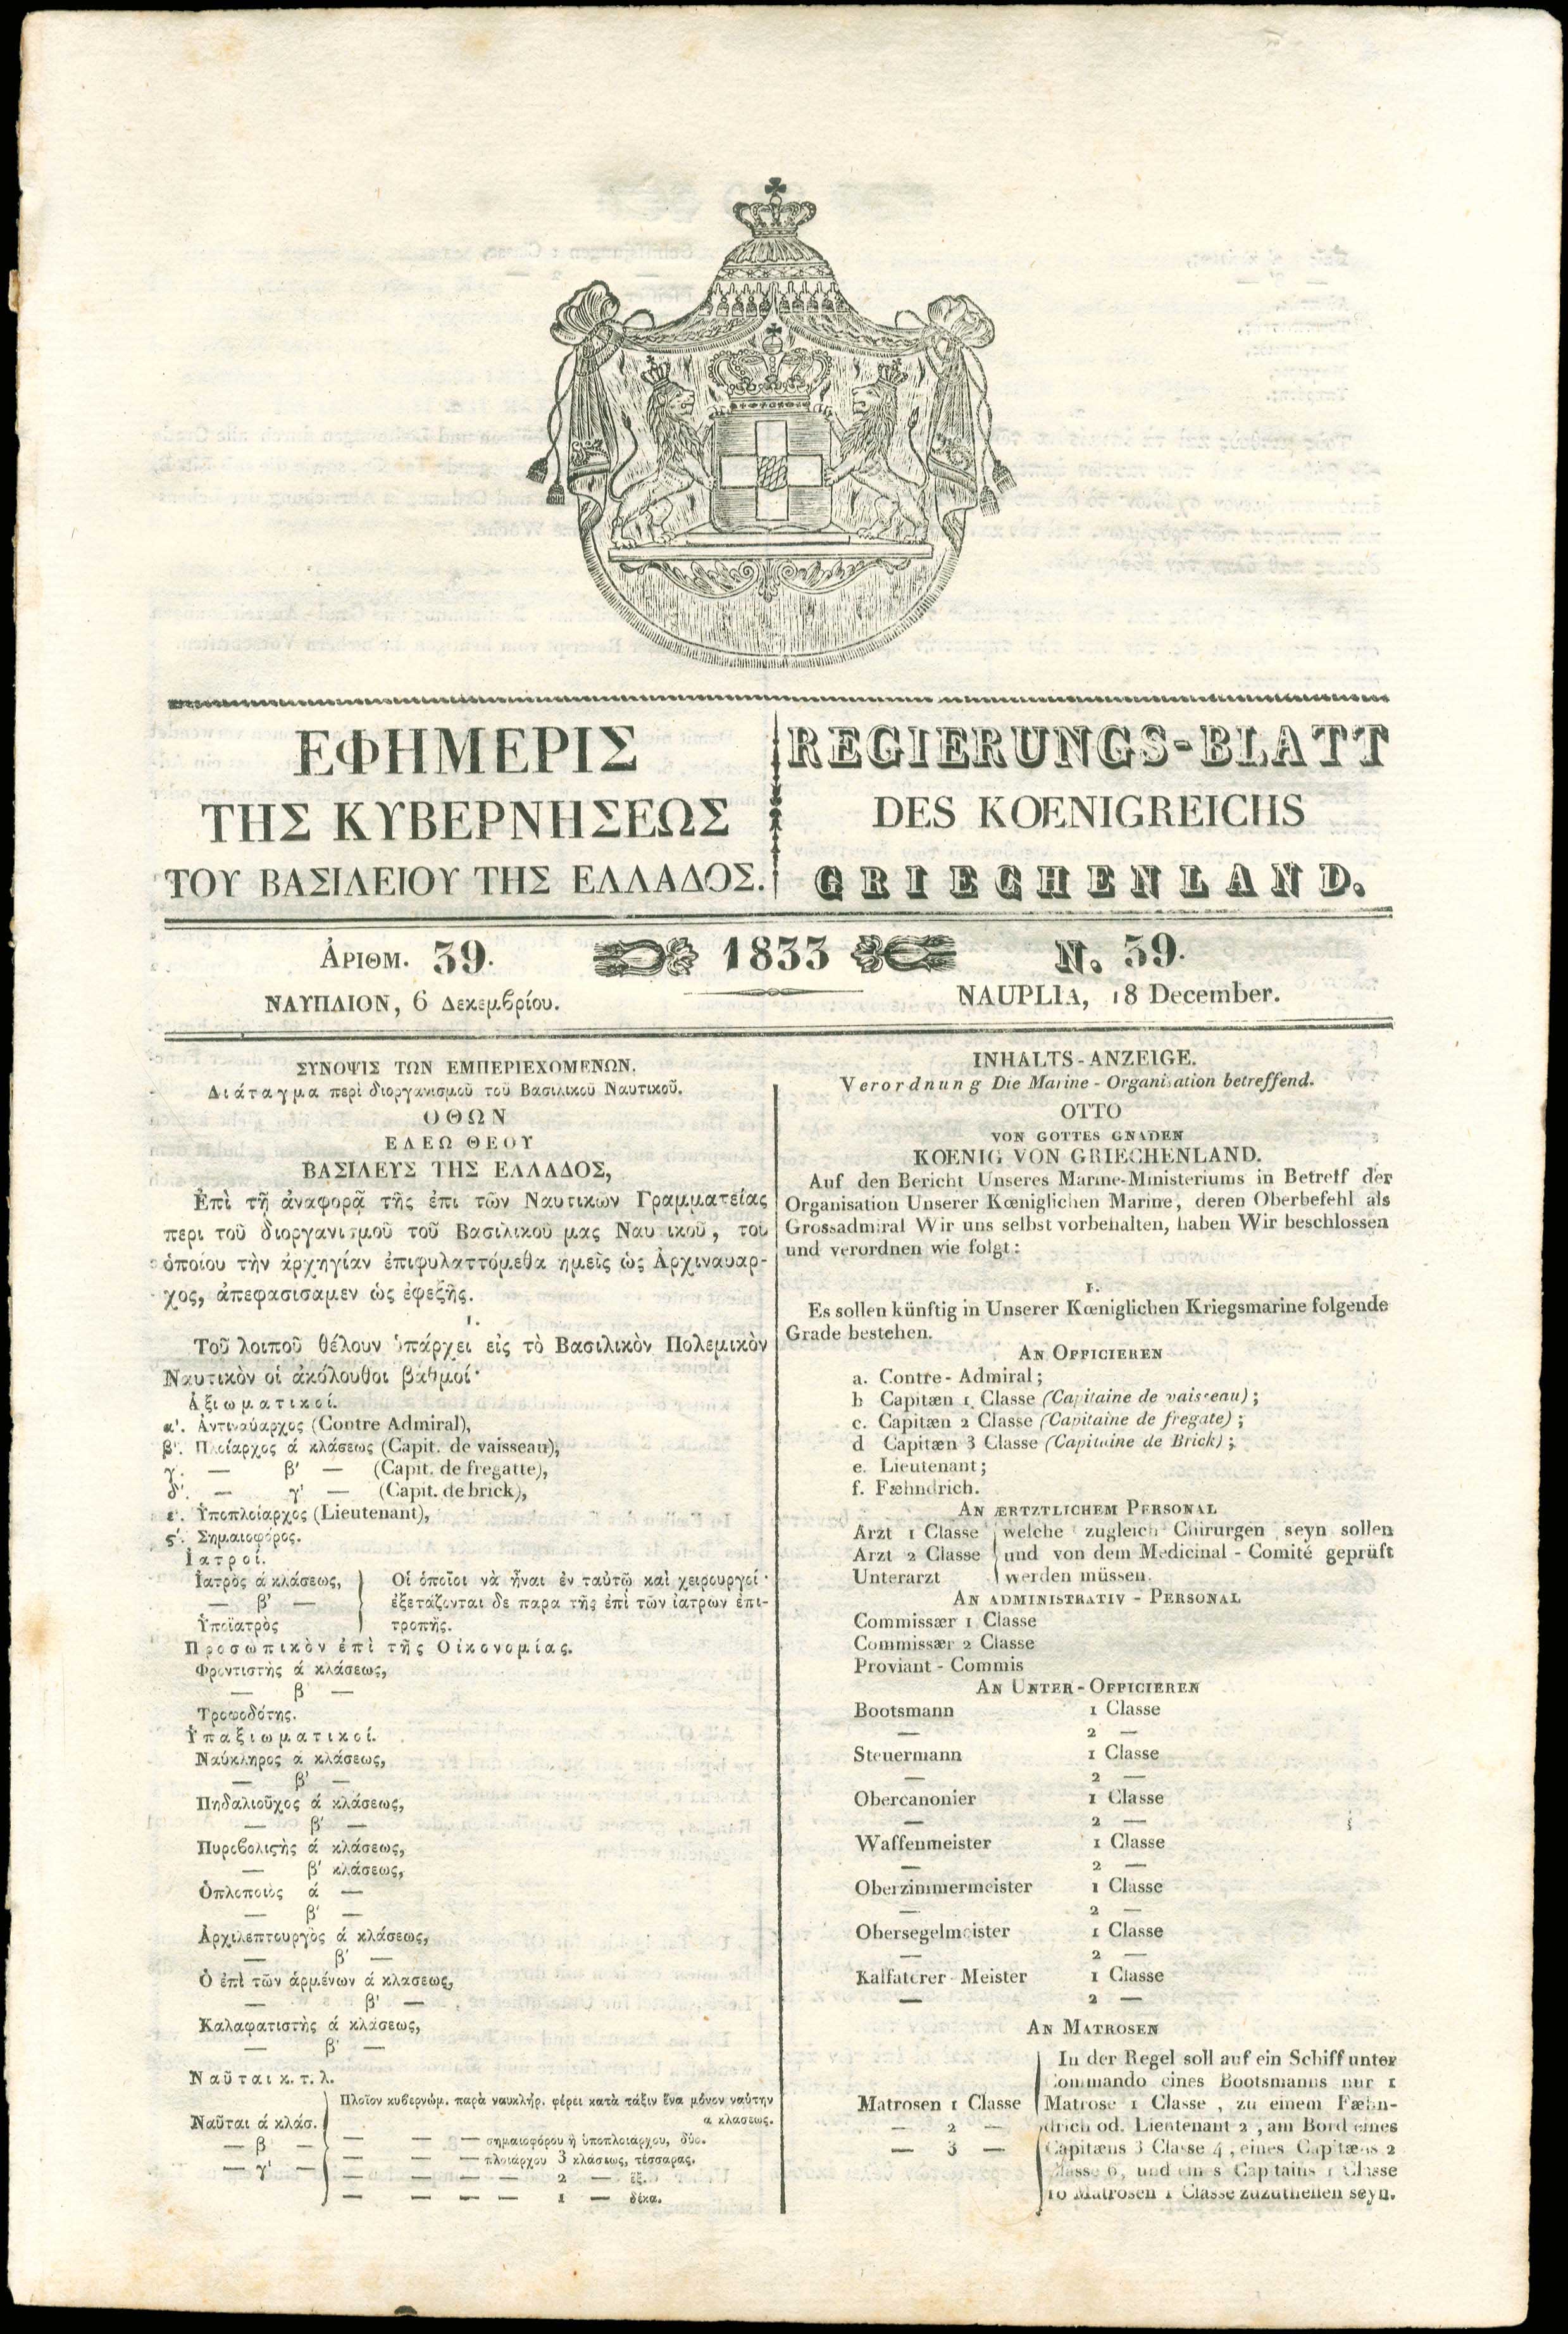 ΕΦΗΜΕΡΙΣ
ΤΗΣ ΚΥΒΕΡΝΗΣΕΩΣ
ΤΟΥ ΒΑΣΙΛΕΙΟΥ ΤΗΣ ΕΛΛΑΔΟΣ.
REGIERUNGS-BLATT
DES KOENIGREICHS
GRIECHENLAND.
ἈΡΙΘΜ. 39.
1833
N. 39.
ΝΑΥΠΛΙΟΝ, 6 Δεκεμβρίου.
NAUPLIA, 18 December.
ΣΥΝΟΨΙΣ ΤΩΝ ΕΜΠΕΡΙΕΧΟΜΕΝΩΝ.
Διάταγμα περὶ διοργανισμοῦ τοῦ Βασιλικοῦ Ναυτικοῦ.
ΟΘΩΝ
ΕΛΕΩ ΘΕΟΥ
ΒΑΣΙΛΕΥΣ ΤΗΣ ΕΛΛΑΔΟΣ,
Ἐπὶ τῇ ἀναφορᾷ τῆς ἐπι τῶν Ναυτικων Γραμματείας
περι τοῦ διοργανισμοῦ τοῦ Βασιλικοῦ μας Ναυτικοῦ, του
ὁποίου τὴν ἀρχηγίαν ἐπιφυλαττόμεθα ημεῖς ὡς Ἀρχιναυαρ-
χος, ἀπεφασισαμεν ὡς ἐφεξῆς.
1.
Τοῦ λοιποῦ θέλουν ὑπάρχει εἰς τὸ Βασιλικὸν Πολεμικὸν
Ναυτικὸν οἱ ἀκόλουθοι βαθμοί·
Ἀξιωματικοί.
α'. Ἀντιναύαρχος (Contre Admiral),
β'. Πλοίαρχος ά κλάσεως (Capit. de vaisseau),
γ'. — β' — (Capit. de fregatte),
δ'. — γ' — (Capit. de brick),
ε'. Ὑποπλοίαρχος (Lieutenant),
ς'. Σημαιοφόρος.
Ἰατροί.
Ἰατρὸς ά κλάσεως, Οἱ ὁποῖοι νὰ ἦναι ἐν ταὐτῷ καὶ χειρουργοί·
— β' — ἐξετάζονται δε παρα τῆς ἐπὶ τῶν ἰατρων ἐπι-
Ὑποϊατρὸς τροπῆς.
Προσωπικὸν ἐπὶ τῆς Οἰκονομίας.
Φροντιστὴς ά κλάσεως,
— β —
Τροφοδότης.
Ὑπαξιωματικοί.
Ναύκληρος α κλάσεως,
— β' —
Πηδαλιοῦχος ά κλάσεως,
— β' —
Πυροβολιστὴς ά κλάσεως,
— β' κλάσεως,
Ὁπλοποιὸς ά —
— β' —
Ἀρχιλεπτουργὸς ά κλάσεως,
— β' —
Ὁ ἐπὶ τῶν ἁρμένων ά κλασεως,
— β' —
Καλαφατιστὴς ά κλάσεως,
— β' —
Ναῦται κ. τ. λ.
Πλοῖον κυβερνώμ. παρὰ ναυκλήρ. φέρει κατὰ τάξιν ἕνα μόνον ναύτην
α κλασεως.
Ναῦται ά κλάσ.
— β — — — — σημαιοφόρου ἢ ὑποπλοιάρχου, δύο.
— γ' — — — — πλοιάρχου 3 κλάσεως, τέσσαρας.
— — — — 2 — ἕξ.
— — — — 1 — δέκα.
INHALTS-ANZEIGE.
Verordnung Die Marine-Organisation betreffend.
OTTO
VON GOTTES GNADEN
KOENIG VON GRIECHENLAND.
Auf den Bericht Unseres Marine-Ministeriums in Betreff der
Organisation Unserer Kœniglichen Marine, deren Oberbefehl als
Grossadmiral Wir uns selbst vorbehalten, haben Wir beschlossen
und verordnen wie folgt:
1.
Es sollen künftig in Unserer Kœniglichen Kriegsmarine folgende
Grade bestehen.
AN OFFICIEREN
a. Contre-Admiral;
b Capitæn 1. Classe (Capitaine de vaisseau);
c. Capitæn 2 Classe (Capitaine de fregate);
d Capitæn 3 Classe (Capitaine de Brick);
e. Lieutenant;
f. Fæhndrich.
AN ÆRTZTLICHEM PERSONAL
Arzt 1 Classe welche zugleich Chirurgen seyn sollen
Arzt 2 Classe und von dem Medicinal-Comité geprüft
Unterarzt werden müssen.
AN ADMINISTRATIV-PERSONAL
Commissær 1 Classe
Commissær 2 Classe
Proviant-Commis
AN UNTER-OFFICIEREN
Bootsmann 1 Classe
— 2 —
Steuermann 1 Classe
— 2 —
Obercanonier 1 Classe
— 2 —
Waffenmeister 1 Classe
— 2 —
Oberzimmermeister 1 Classe
— 2 —
Obersegelmeister 1 Classe
— 2 —
Kalfaterer-Meister 1 Classe
— 2 —
AN MATROSEN
In der Regel soll auf ein Schiff unter
Commando eines Bootsmanns nur 1
Matrosen 1 Classe Matrose 1 Classe, zu einem Fæhn-
— 2 — drich od. Lieutenant 2, am Bord eines
— 3 — Capitæns 3 Classe 4, eines Capitæns 2
Classe 6, und eines Capitains 1 Classe
10 Matrosen 1 Classe zuzutheilen seyn.